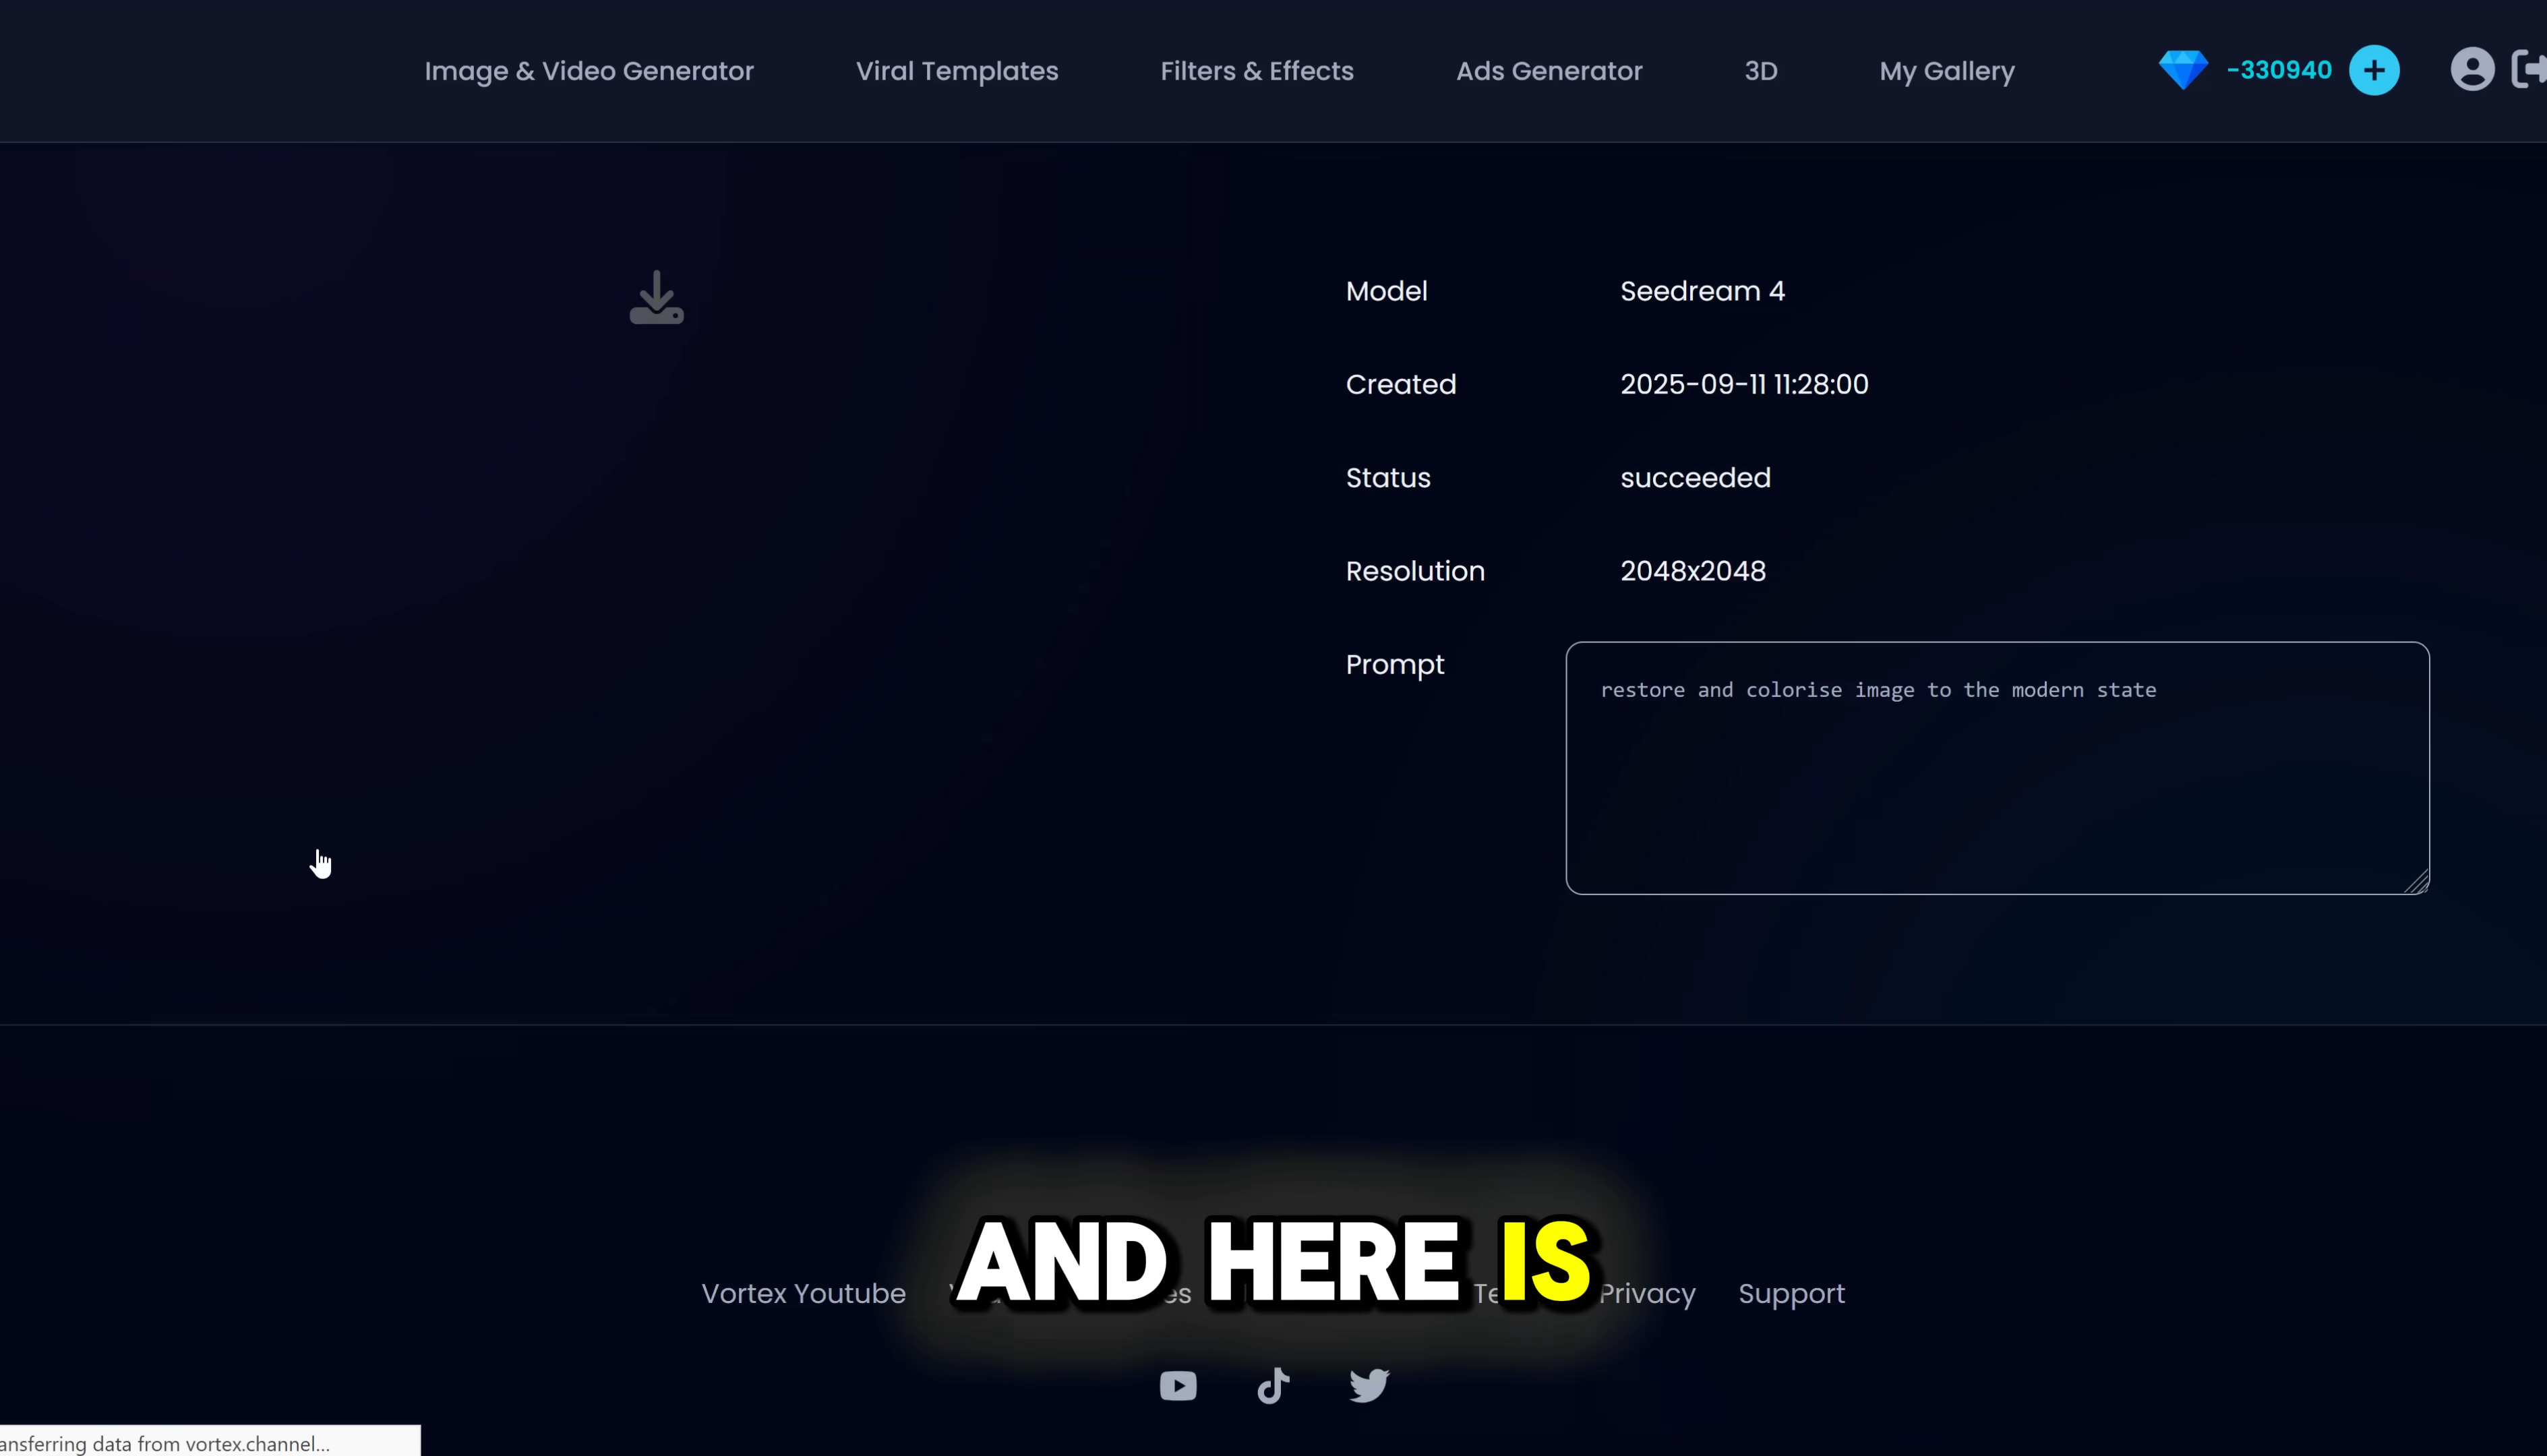 Image & Video Generator Viral Templates Filters & Effects Ads Generator 3D My Gallery -330940
Model Seedream 4
Created 2025-09-11 11:28:00
Status succeeded
Resolution 2048x2048
Prompt restore and colorise image to the modern state
AND HERE IS
Vortex Youtube Privacy Support
ansferring data from vortex.channel...